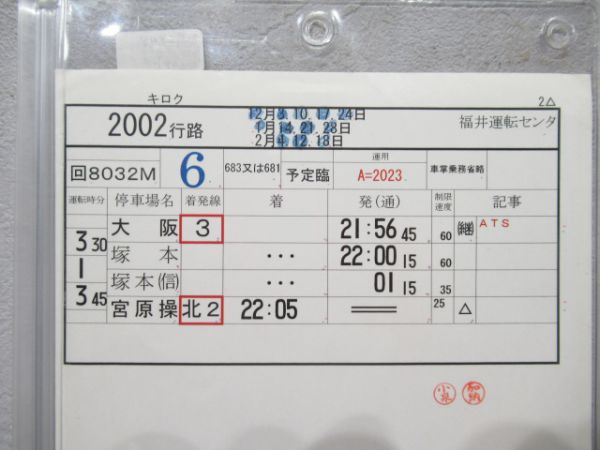 キロク
2△
2002行路
12月3,10,17,24日
1月14,21,28日
2月4,12,18日
福井運転センタ
回8032M
6
683又は681
予定臨
運用
A=2023
車掌乗務省略
運転時分 停車場名 着発線 着 発(通) 制限速度 記事
大阪 3 21:56 45 60 ATS
3 30
塚本 ・・・ 22:00 15 60
1
塚本(信) ・・・ 01 15 35
3 45
宮原操 北2 22:05 25 △
小泉